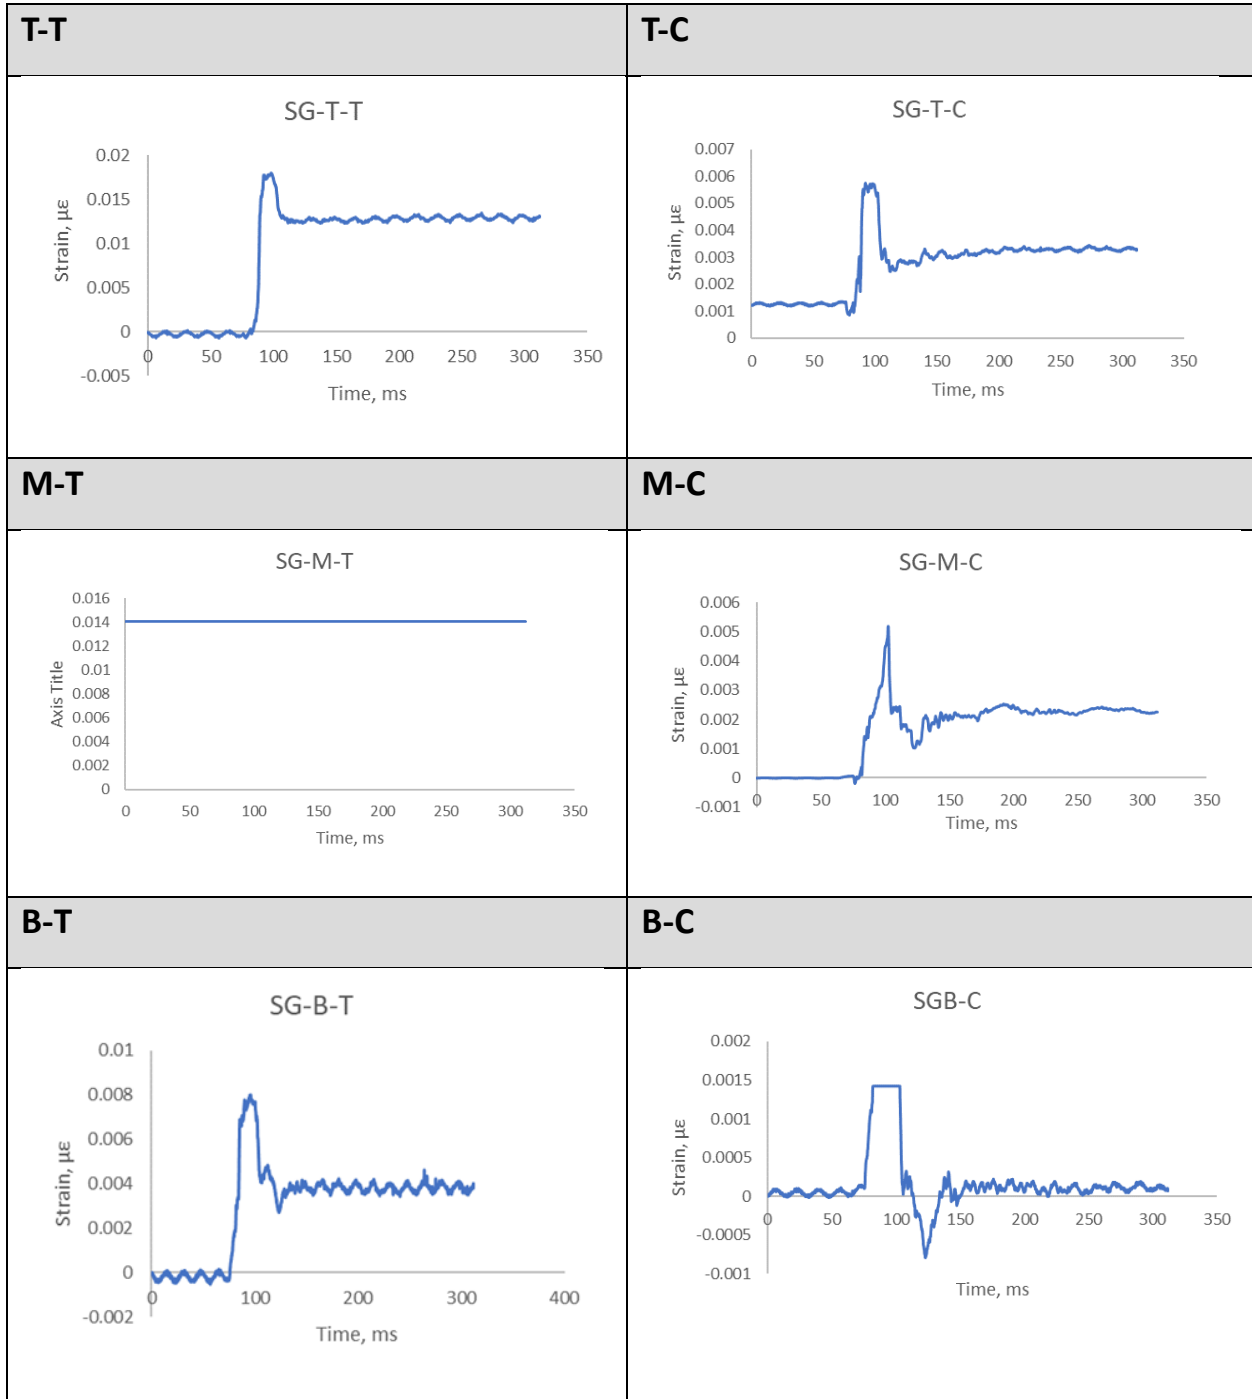 T-T
T-C
SG-T-T
0.02
0.015
0.01
0.005
0
-0.005
Strain, µε
0 50 100 150 200 250 300 350
Time, ms
SG-T-C
0.007
0.006
0.005
0.004
0.003
0.002
0.001
0
Strain, µε
0 50 100 150 200 250 300 350
Time, ms
M-T
M-C
SG-M-T
0.016
0.014
0.012
0.01
0.008
0.006
0.004
0.002
0
Axis Title
0 50 100 150 200 250 300 350
Time, ms
SG-M-C
0.006
0.005
0.004
0.003
0.002
0.001
0
-0.001
Strain, µε
0 50 100 150 200 250 300 350
Time, ms
B-T
B-C
SG-B-T
0.01
0.008
0.006
0.004
0.002
0
-0.002
Strain, µε
0 100 200 300 400
Time, ms
SGB-C
0.002
0.0015
0.001
0.0005
0
-0.0005
-0.001
Strain, µε
0 50 100 150 200 250 300 350
Time, ms